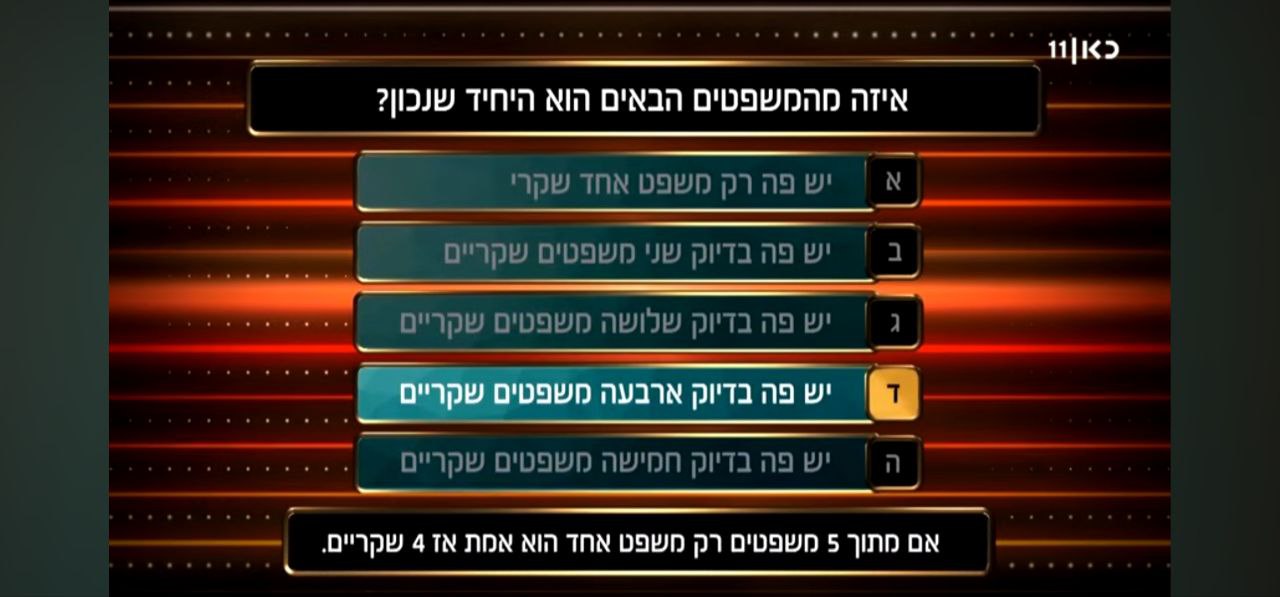 כאן|11
איזה מהמשפטים הבאים הוא היחיד שנכון?
א יש פה רק משפט אחד שקרי
ב יש פה בדיוק שני משפטים שקריים
ג יש פה בדיוק שלושה משפטים שקריים
ד יש פה בדיוק ארבעה משפטים שקריים
ה יש פה בדיוק חמישה משפטים שקריים
אם מתוך 5 משפטים רק משפט אחד הוא אמת אז 4 שקריים.